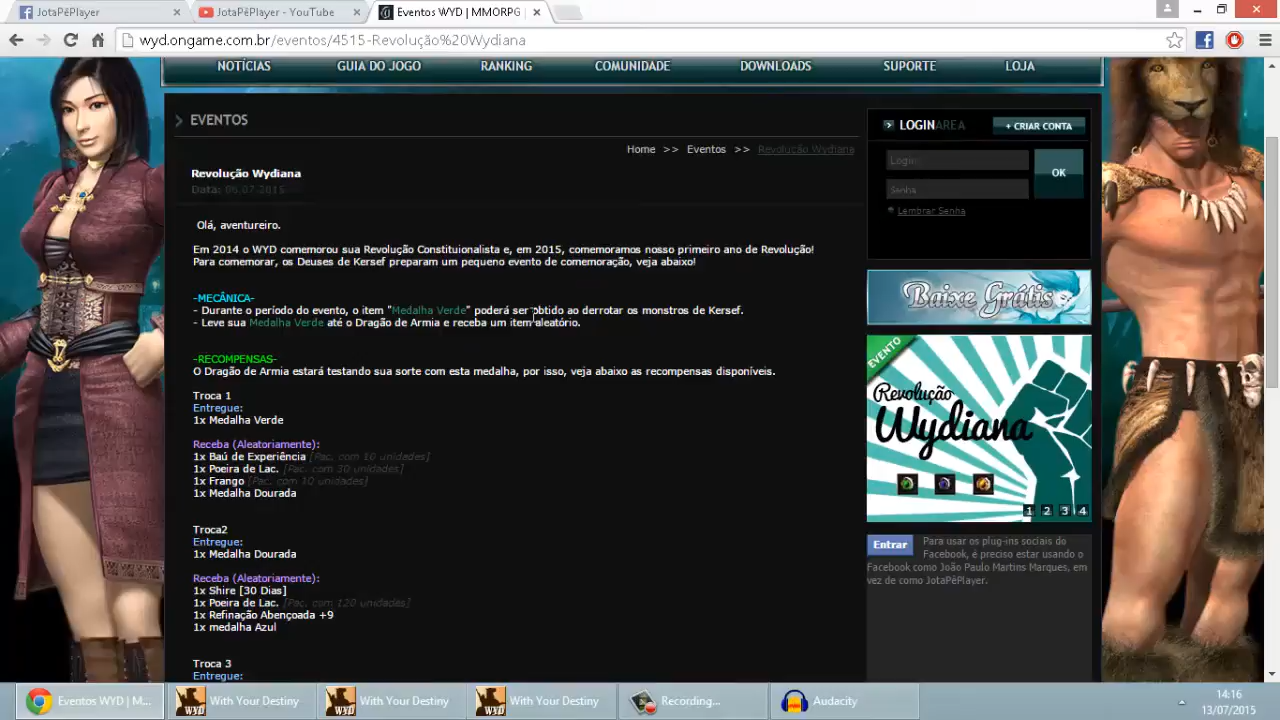 JotaPêPlayer
JotaPêPlayer - YouTube
Eventos WYD | MMORPG
wyd.ongame.com.br/eventos/4515-Revolução%20Wydiana
NOTÍCIAS
GUIA DO JOGO
RANKING
COMUNIDADE
DOWNLOADS
SUPORTE
LOJA
EVENTOS
Home >> Eventos >> Revolução Wydiana
Revolução Wydiana
Data: 06.07.2015
Olá, aventureiro.
Em 2014 o WYD comemorou sua Revolução Constituionalista e, em 2015, comemoramos nosso primeiro ano de Revolução!
Para comemorar, os Deuses de Kersef preparam um pequeno evento de comemoração, veja abaixo!
-MECÂNICA-
- Durante o período do evento, o item "Medalha Verde" poderá ser obtido ao derrotar os monstros de Kersef.
- Leve sua Medalha Verde até o Dragão de Armia e receba um item aleatório.
-RECOMPENSAS-
O Dragão de Armia estará testando sua sorte com esta medalha, por isso, veja abaixo as recompensas disponíveis.
Troca 1
Entregue:
1x Medalha Verde
Receba (Aleatoriamente):
1x Baú de Experiência [Pac. com 10 unidades]
1x Poeira de Lac. [Pac. com 30 unidades]
1x Frango [Pac. com 10 unidades]
1x Medalha Dourada
Troca2
Entregue:
1x Medalha Dourada
Receba (Aleatoriamente):
1x Shire [30 Dias]
1x Poeira de Lac. [Pac. com 120 unidades]
1x Refinação Abençoada +9
1x medalha Azul
Troca 3
Entregue:
LOGINAREA
+ CRIAR CONTA
Login
Senha
OK
Lembrar Senha
Baixe Grátis
EVENTO
Revolução
Wydiana
1 2 3 4
Entrar
Para usar os plug-ins sociais do
Facebook, é preciso estar usando o
Facebook como João Paulo Martins Marques, em
vez de como JotaPêPlayer.
Eventos WYD | M...
WYD
With Your Destiny
WYD
With Your Destiny
WYD
With Your Destiny
Recording...
Audacity
14:16
13/07/2015